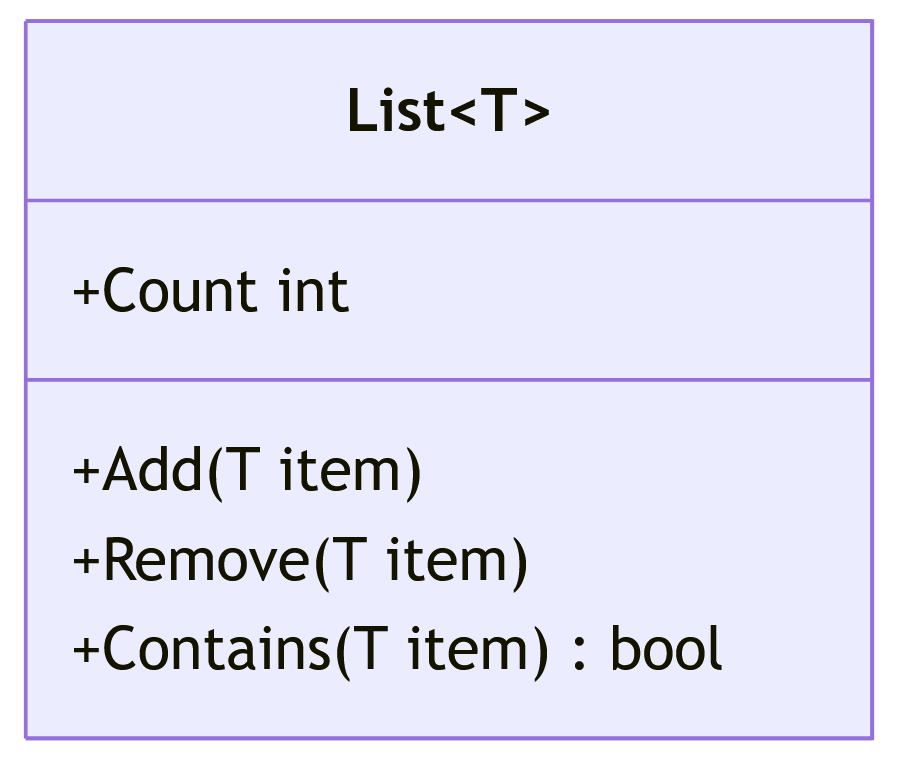 List<T>
+Count int
+Add(T item)
+Remove(T item)
+Contains(T item) : bool